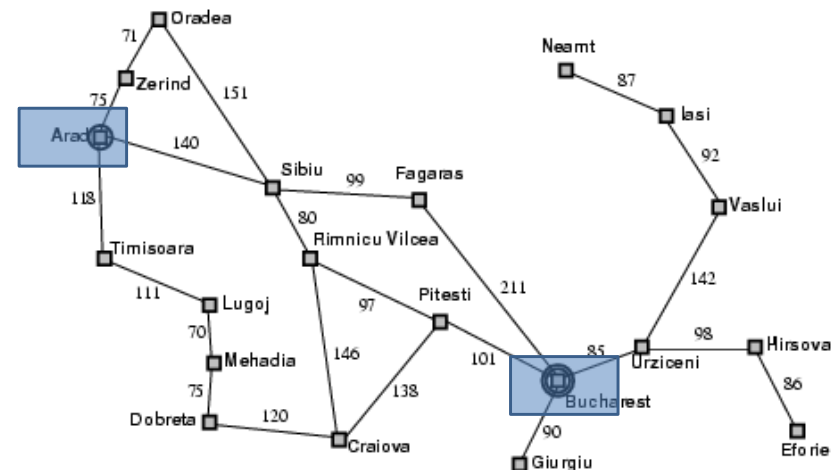 Oradea
71
Neamt
Zerind
87
75
151
Iasi
Arad
140
92
Sibiu
Fagaras
99
118
Vaslui
80
Timisoara
Rimnicu Vilcea
111
142
Lugoj
97
Pitesti
211
70
98
Hirsova
146
101
85
Urziceni
Mehadia
75
138
86
Bucharest
Dobreta
120
90
Craiova
Eforie
Giurgiu